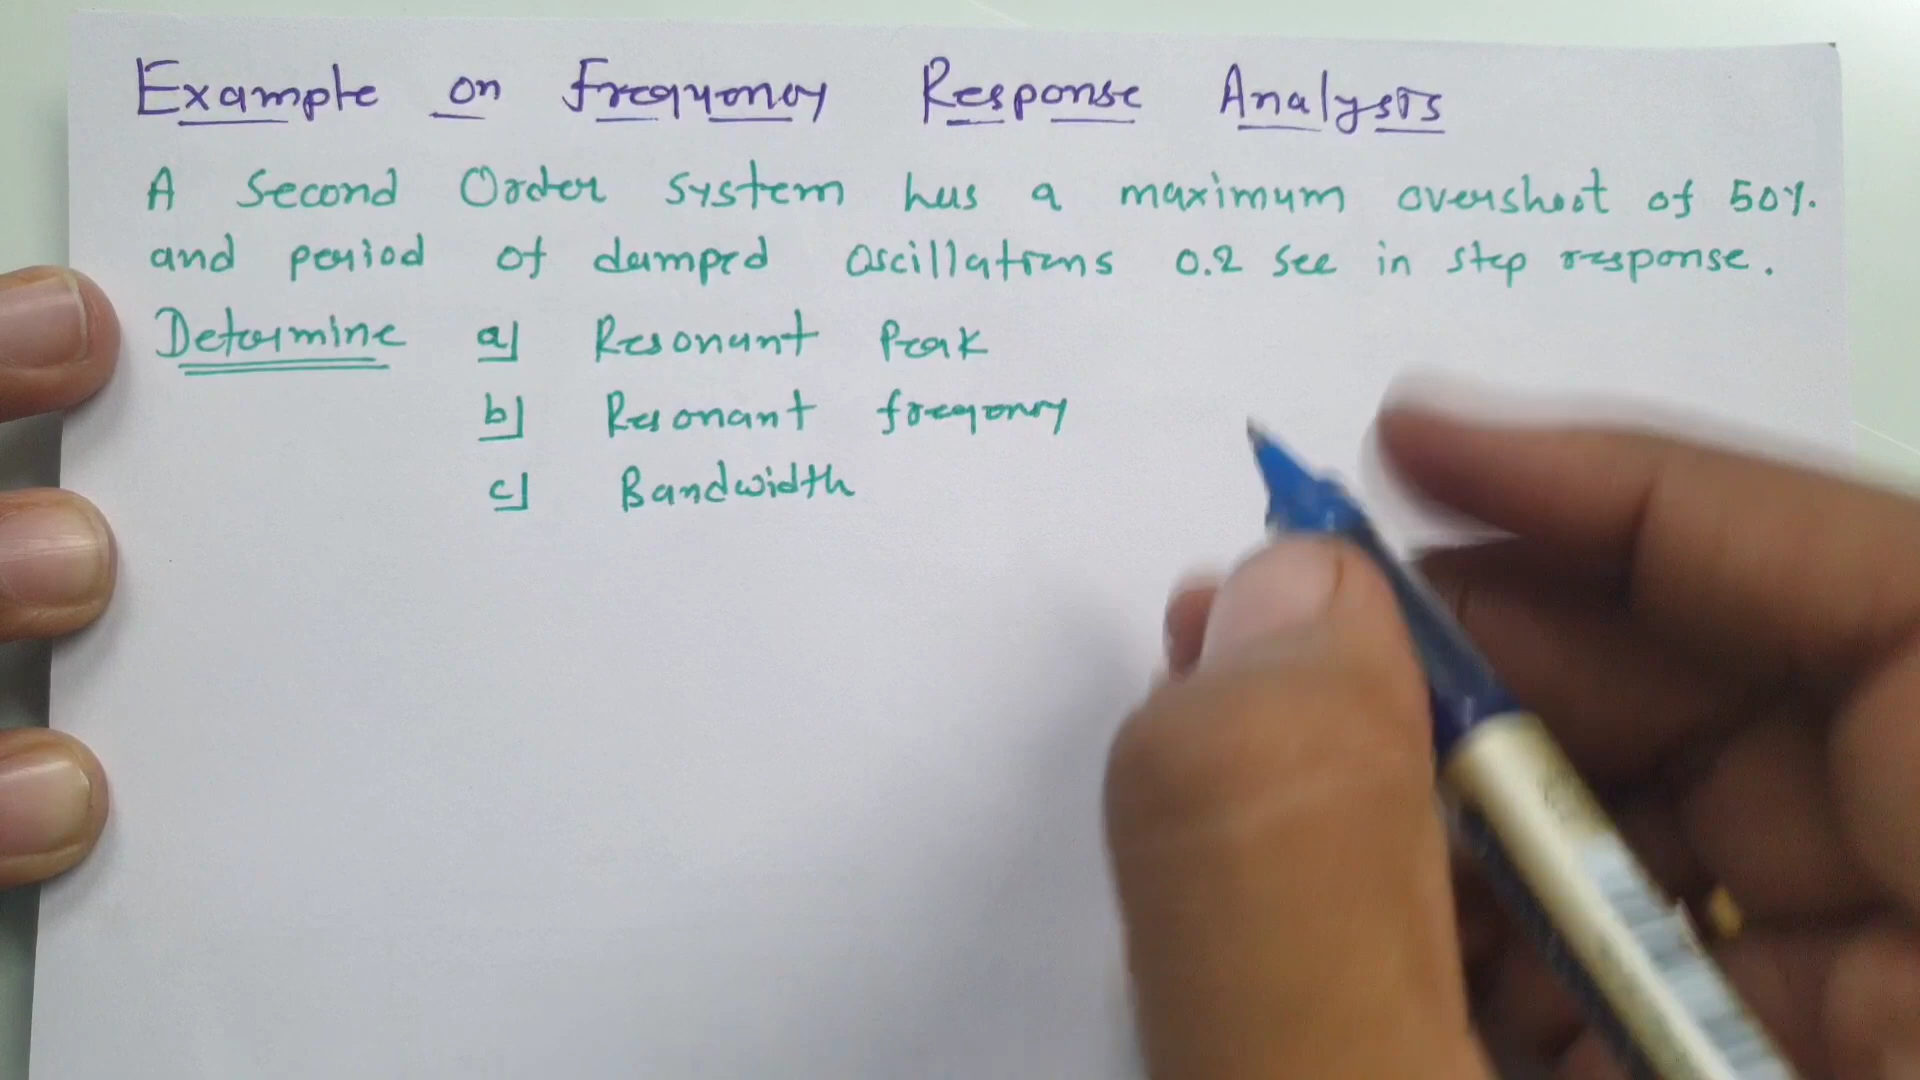 Example on Frequency Response Analysis
A Second Order system has a maximum overshoot of 50%.
and period of damped oscillations 0.2 sec in step response.
Determine a] Resonant Peak
b] Resonant frequency
c] Bandwidth